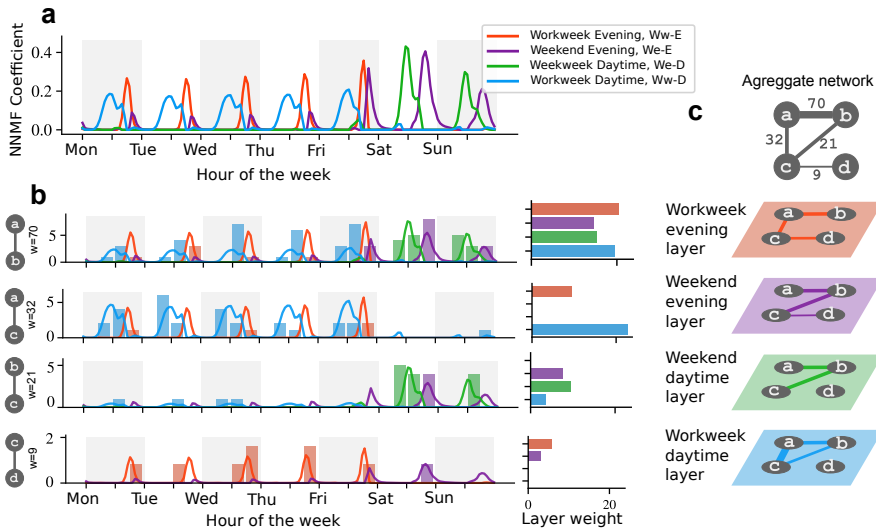 a
NNMF Coefficient
0.4
0.2
0.0
Workweek Evening, Ww-E
Weekend Evening, We-E
Weekweek Daytime, We-D
Workweek Daytime, Ww-D
Mon Tue Wed Thu Fri Sat Sun
Hour of the week
b
a
b
w=70
5
0
a
c
w=32
5
0
b
c
w=21
5
0
c
d
w=9
2
0
Mon Tue Wed Thu Fri Sat Sun
Hour of the week
0 20
Layer weight
c
Agreggate network
70
a b
32 21
c d
9
Workweek
evening
layer
a b
c d
Weekend
evening
layer
a b
c d
Weekend
daytime
layer
a b
c d
Workweek
daytime
layer
a b
c d